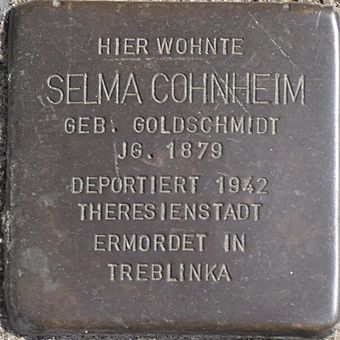 HIER WOHNTE
SELMA COHNHEIM
GEB. GOLDSCHMIDT
JG. 1879
DEPORTIERT 1942
THERESIENSTADT
ERMORDET IN
TREBLINKA